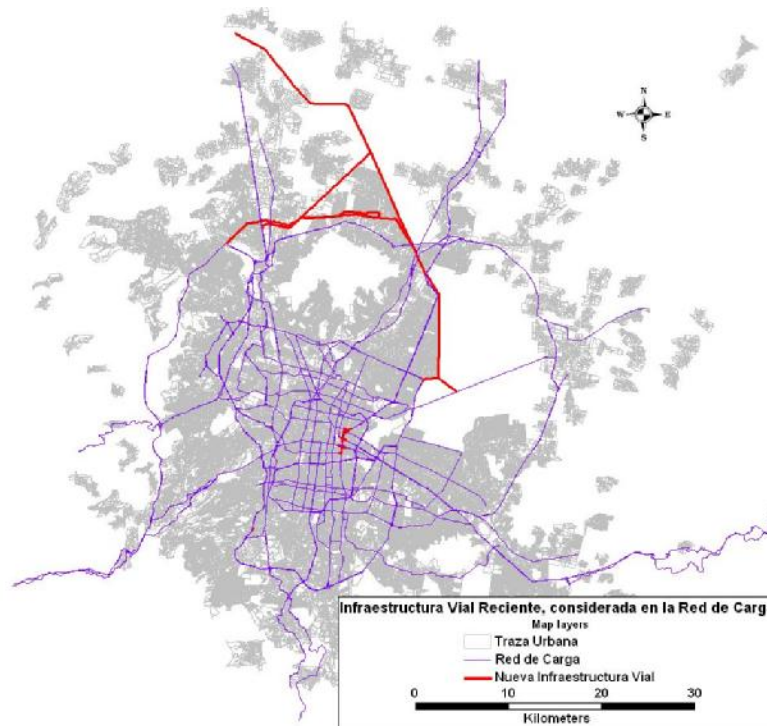 N
W E
S
Infraestructura Vial Reciente, considerada en la Red de Carg
Map layers
Traza Urbana
Red de Carga
Nueva Infraestructura Vial
0 10 20 30
Kilometers